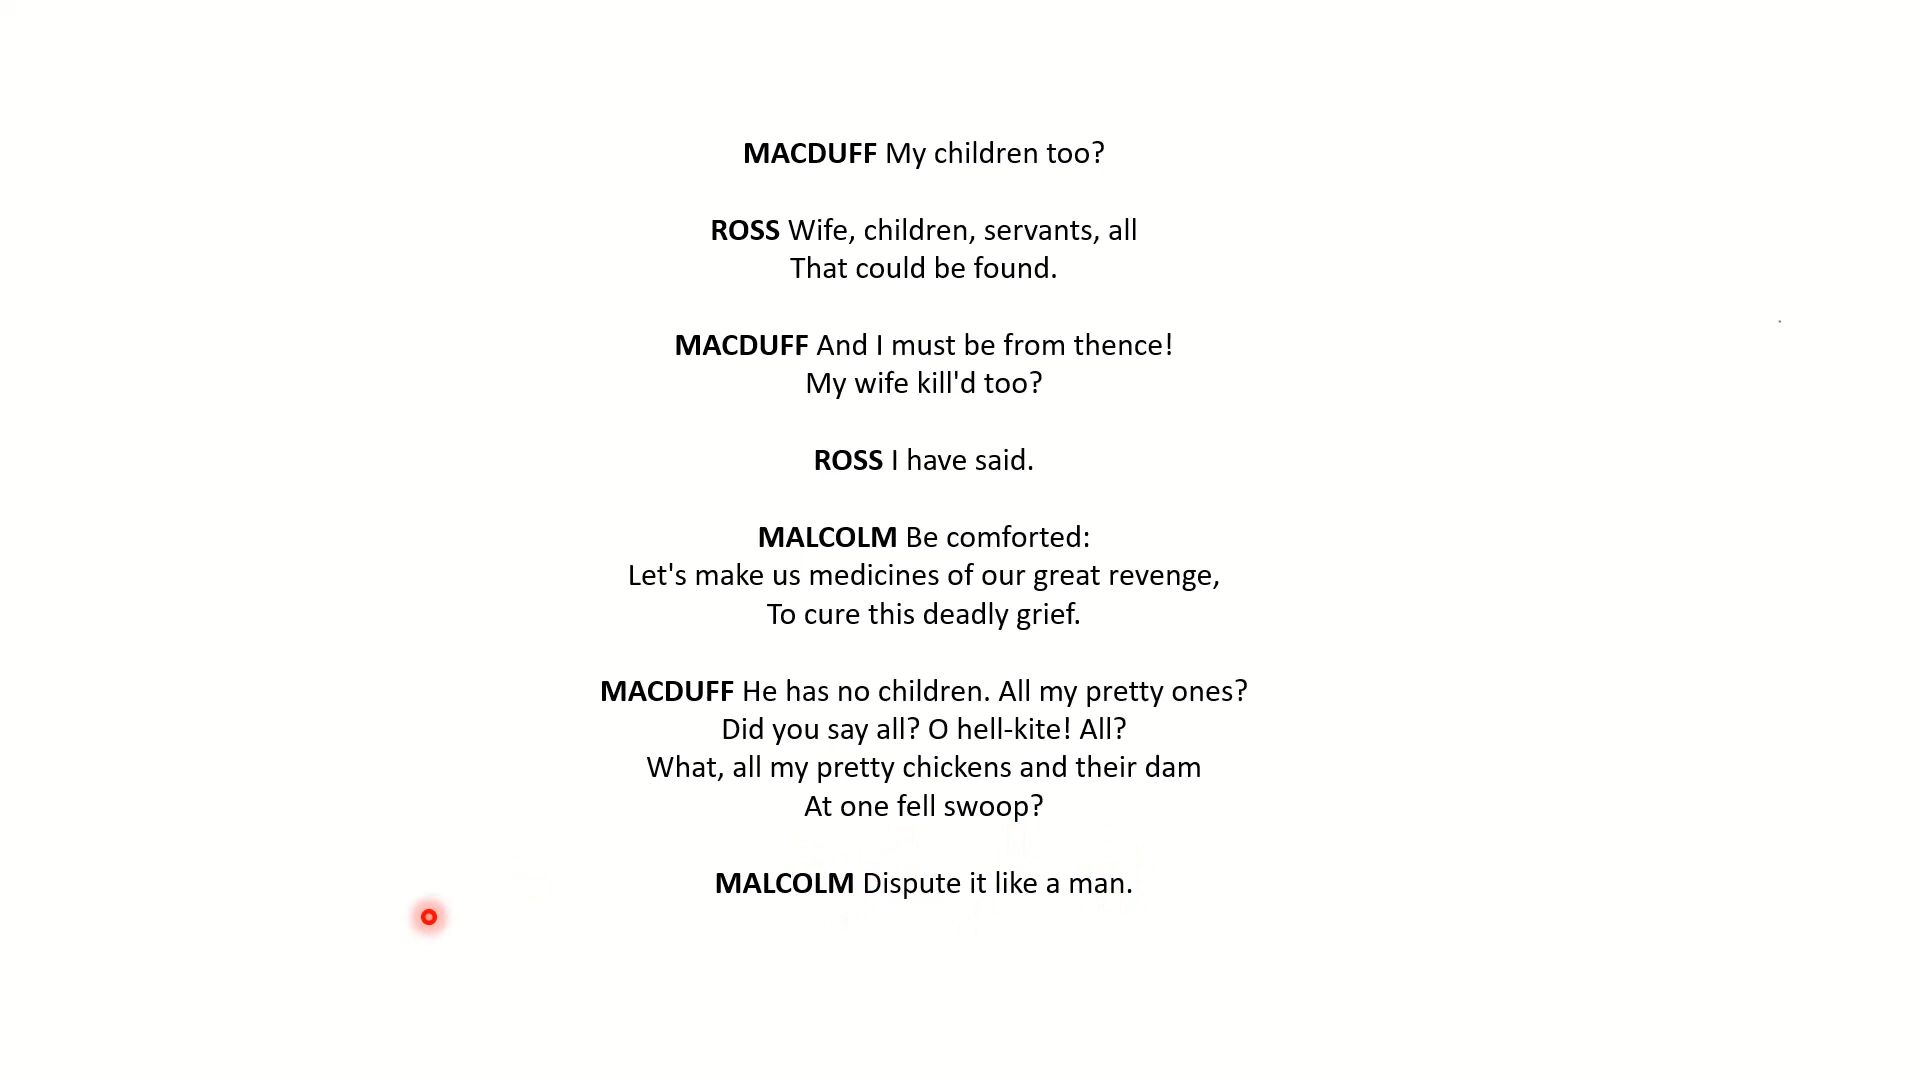 MACDUFF My children too?
ROSS Wife, children, servants, all
That could be found.
MACDUFF And I must be from thence!
My wife kill'd too?
ROSS I have said.
MALCOLM Be comforted:
Let's make us medicines of our great revenge,
To cure this deadly grief.
MACDUFF He has no children. All my pretty ones?
Did you say all? O hell-kite! All?
What, all my pretty chickens and their dam
At one fell swoop?
MALCOLM Dispute it like a man.